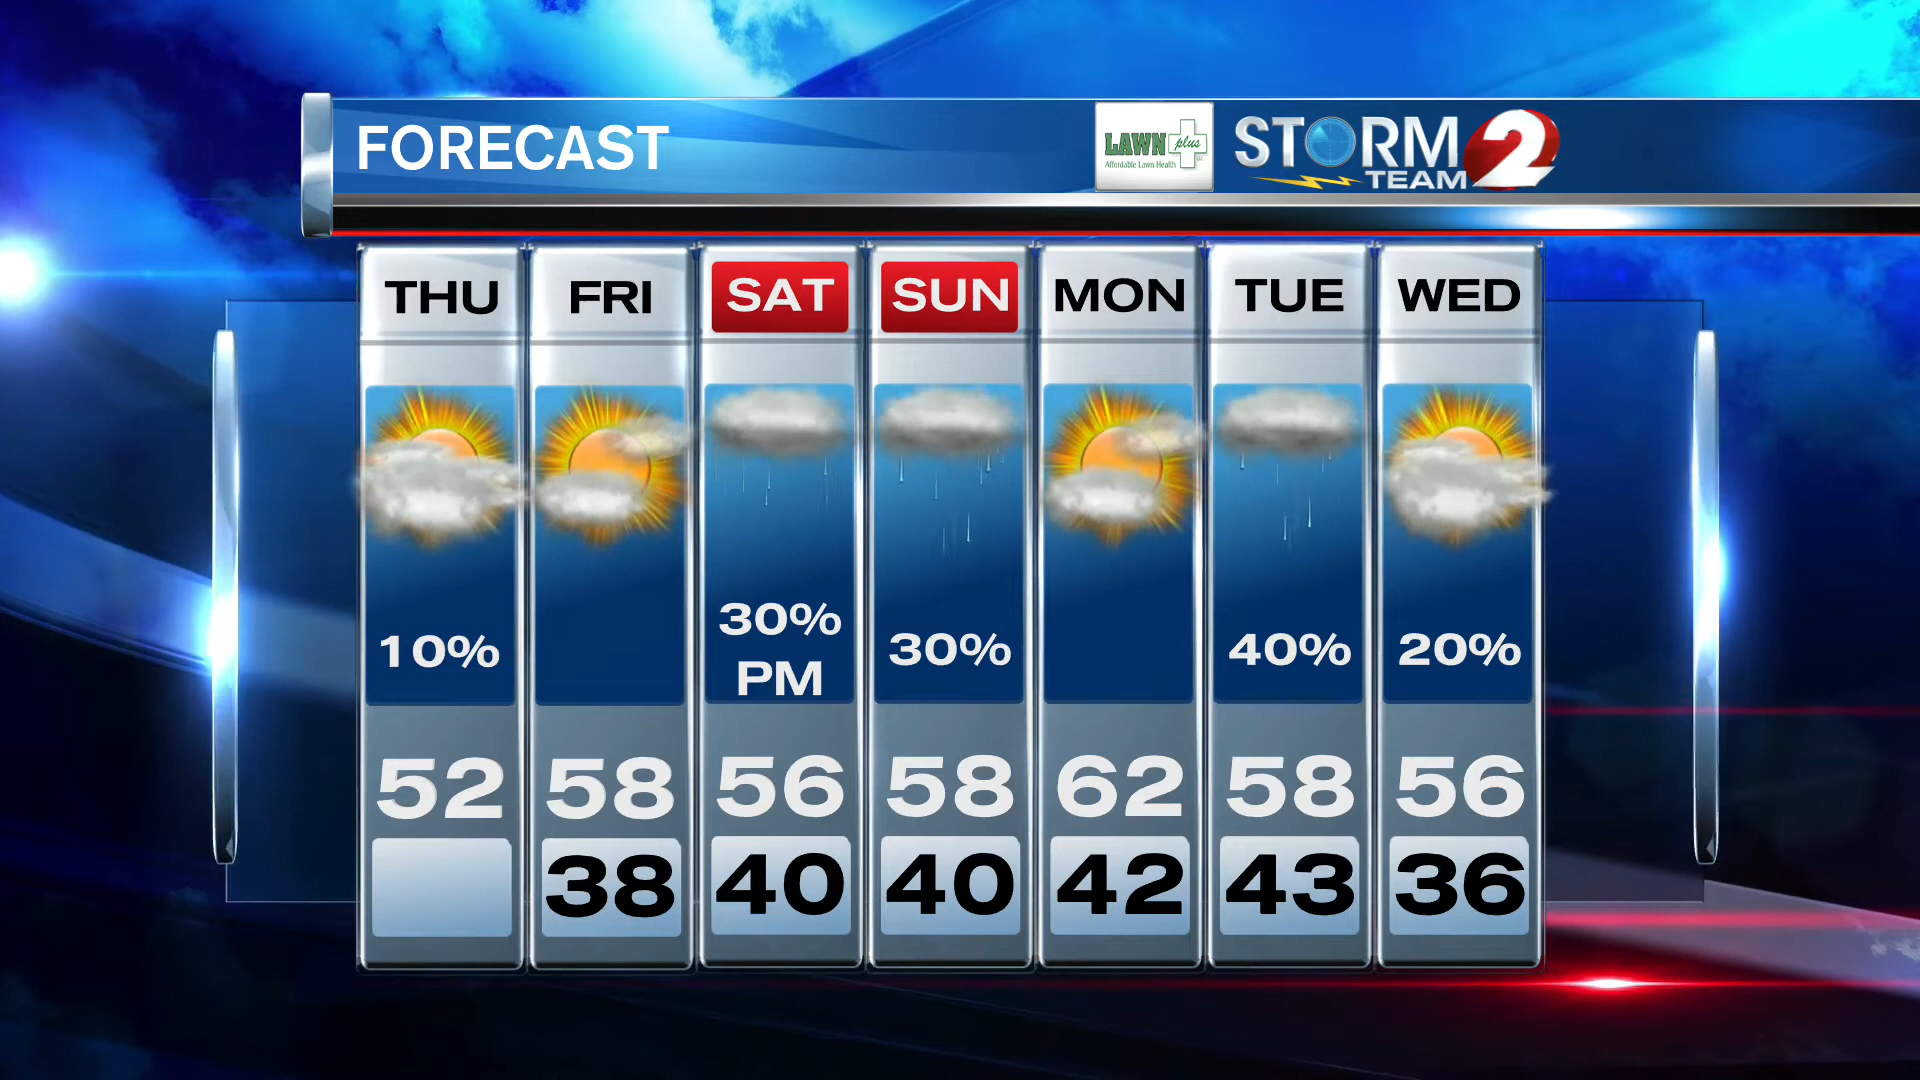 FORECAST
LAWN plus
Affordable Lawn Health
STORM
TEAM 2
THU FRI SAT SUN MON TUE WED
10% 30% PM 30% 40% 20%
52 58 56 58 62 58 56
38 40 40 42 43 36